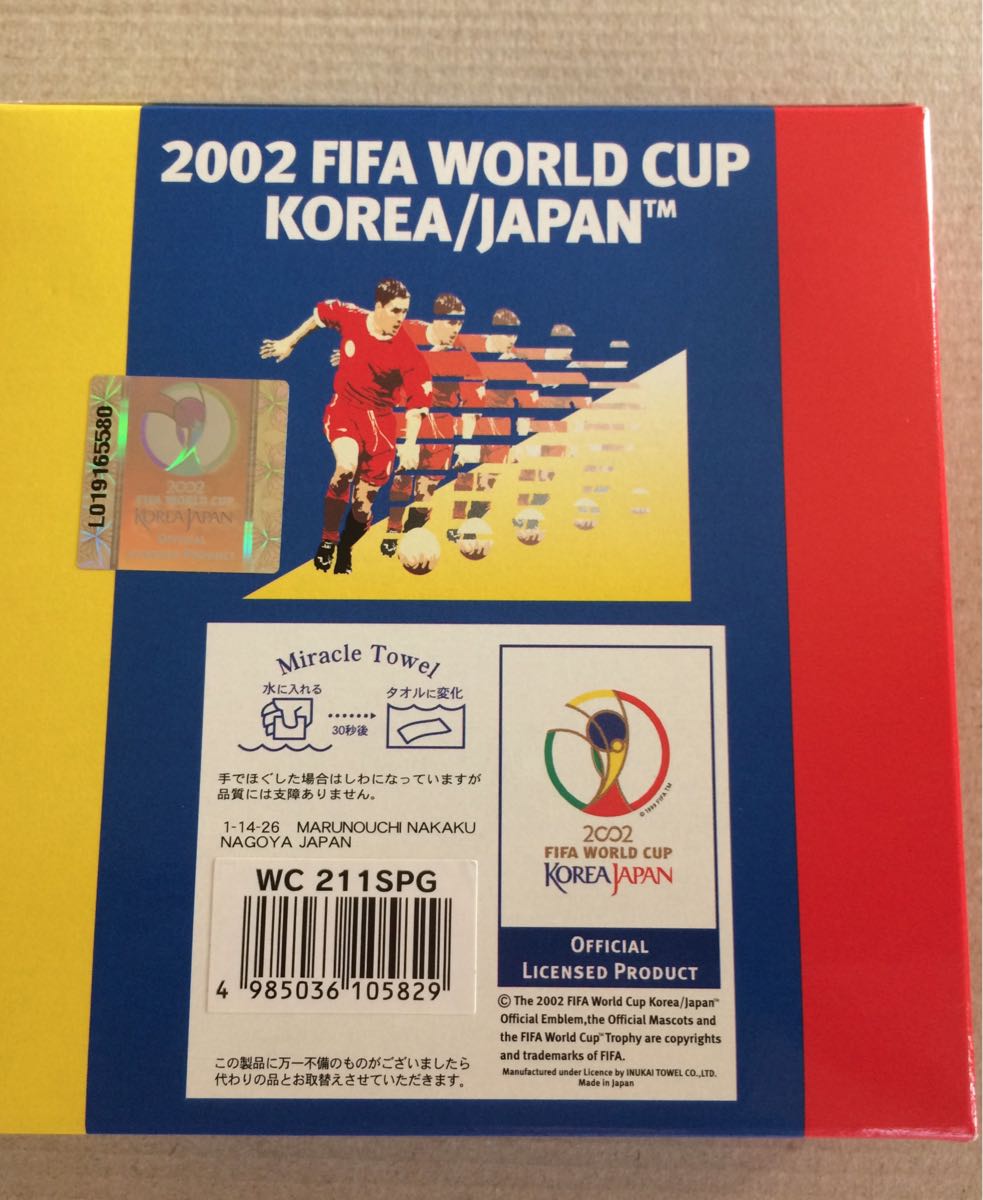 2002 FIFA WORLD CUP
KOREA/JAPAN™
L019165580
2002
FIFA WORLD CUP
KOREA JAPAN
OFFICIAL
LICENSED PRODUCT
Miracle Towel
水に入れる
30秒後
タオルに変化
手でほぐした場合はしわになっていますが
品質には支障ありません。
1-14-26 MARUNOUCHI NAKAKU
NAGOYA JAPAN
WC 211SPG
4 985036 105829
この製品に万一不備のものがございましたら
代わりの品とお取替えさせていただきます。
© 1999 FIFA TM
2002
FIFA WORLD CUP
KOREA JAPAN
OFFICIAL
LICENSED PRODUCT
© The 2002 FIFA World Cup Korea/Japan™
Official Emblem,the Official Mascots and
the FIFA World Cup™ Trophy are copyrights
and trademarks of FIFA.
Manufactured under Licence by INUKAI TOWEL CO.,LTD.
Made in Japan